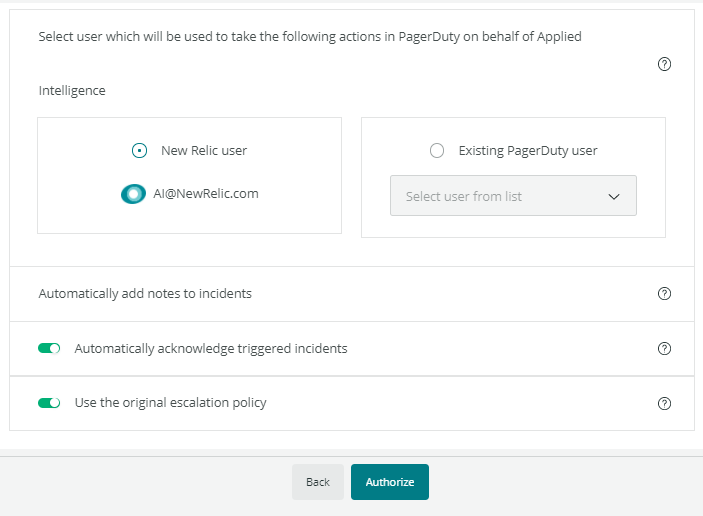 Select user which will be used to take the following actions in PagerDuty on behalf of Applied
Intelligence
New Relic user
AI@NewRelic.com
Existing PagerDuty user
Select user from list
Automatically add notes to incidents
Automatically acknowledge triggered incidents
Use the original escalation policy
Back
Authorize